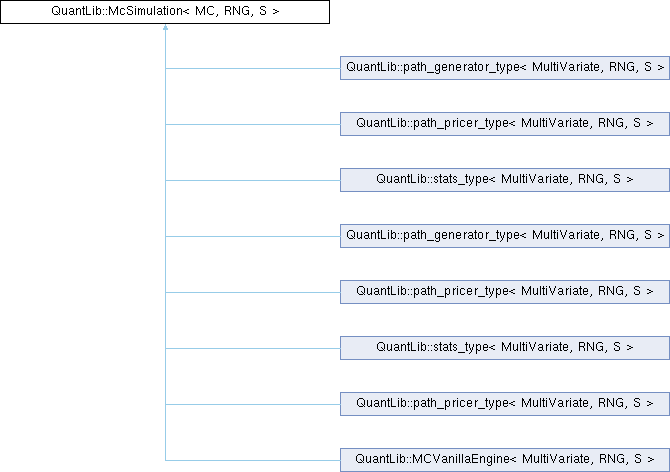 QuantLib::McSimulation< MC, RNG, S >
QuantLib::path_generator_type< MultiVariate, RNG, S >
QuantLib::path_pricer_type< MultiVariate, RNG, S >
QuantLib::stats_type< MultiVariate, RNG, S >
QuantLib::path_generator_type< MultiVariate, RNG, S >
QuantLib::path_pricer_type< MultiVariate, RNG, S >
QuantLib::stats_type< MultiVariate, RNG, S >
QuantLib::path_pricer_type< MultiVariate, RNG, S >
QuantLib::MCVanillaEngine< MultiVariate, RNG, S >